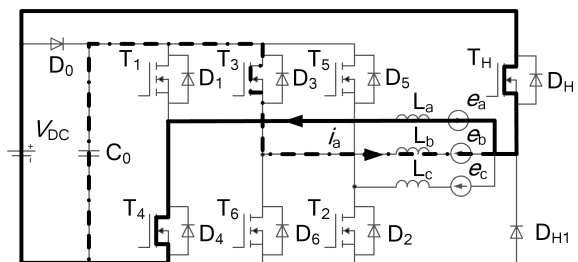 T1 T3 T5 TH
D0 D1 D3 D5 DH
La ea
VDC C0 ia Lb eb
Lc ec
T4 T6 T2
D4 D6 D2 DH1